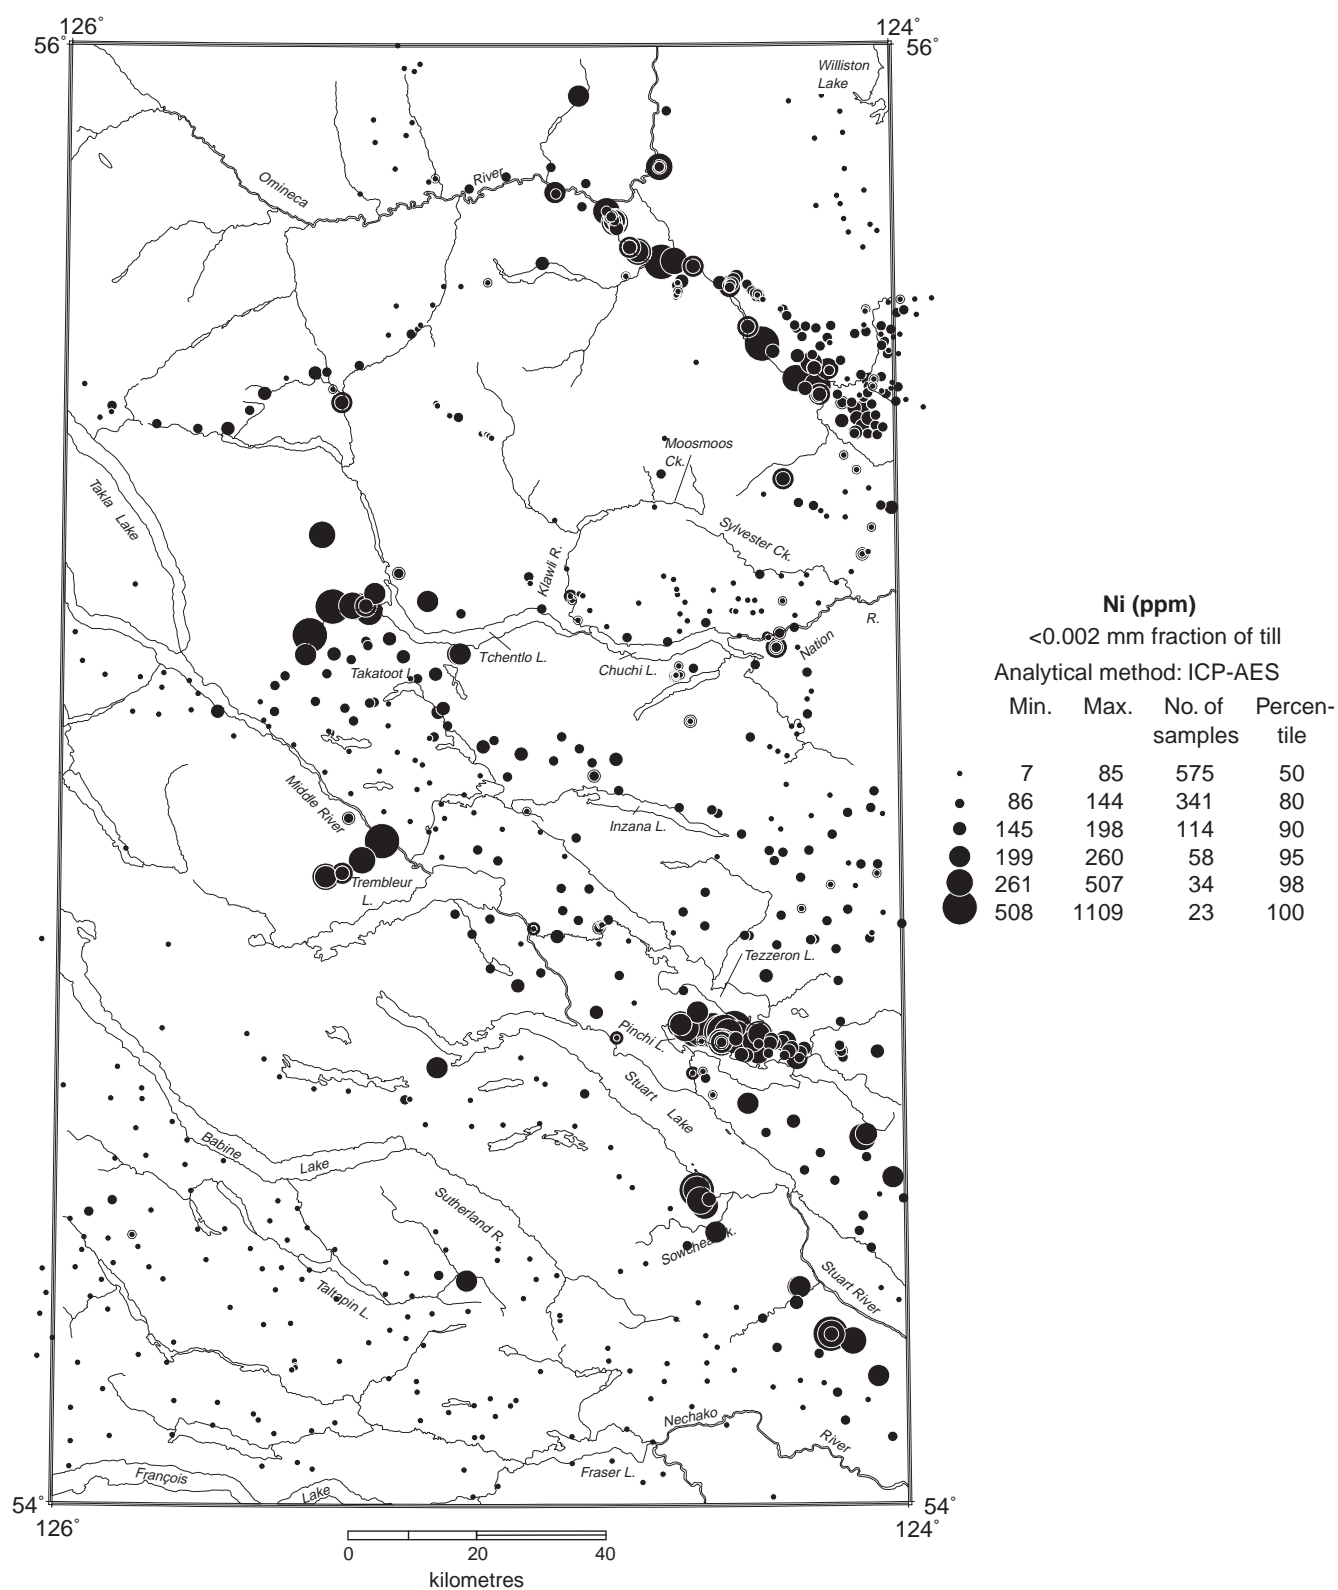 126° 124°
56° 56°
Williston
Lake
Omineca River
Moosmoos
Ck.
Takla Lake
Sylvester Ck.
Klawli R.
R.
Nation
Tchentlo L.
Chuchi L.
Takatoot L.
Middle River
Inzana L.
Trembleur
L.
Tezzeron L.
Pinchi L.
Stuart Lake
Babine Lake
Sutherland R.
Stuart River
Taltapin L.
Nechako River
Fraser L.
François Lake
54° 54°
126° 124°
0 20 40
kilometres
Ni (ppm)
<0.002 mm fraction of till
Analytical method: ICP-AES
Min. Max. No. of Percen-
samples tile
7 85 575 50
86 144 341 80
145 198 114 90
199 260 58 95
261 507 34 98
508 1109 23 100